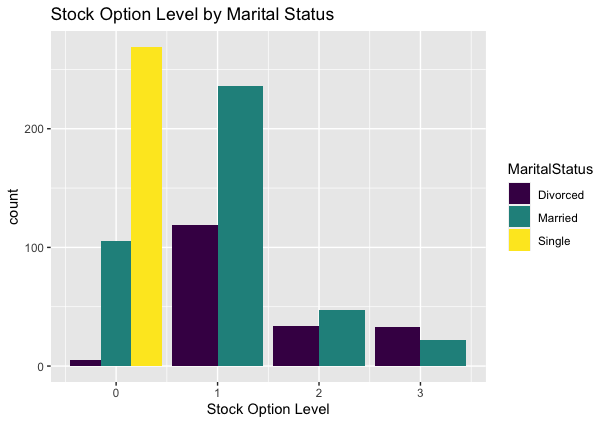 Stock Option Level by Marital Status
count
200
100
0
0 1 2 3
Stock Option Level
MaritalStatus
Divorced
Married
Single